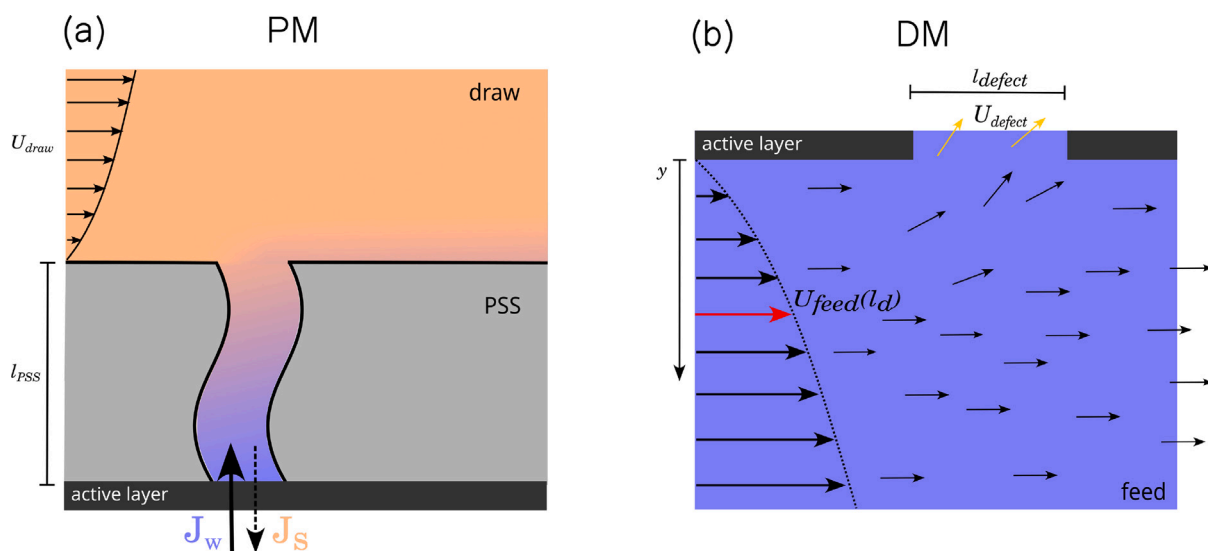 (a) PM
draw
U_draw
PSS
l_PSS
active layer
J_w J_S
(b) DM
l_defect
U_defect
active layer
y
U_feed(l_d)
feed